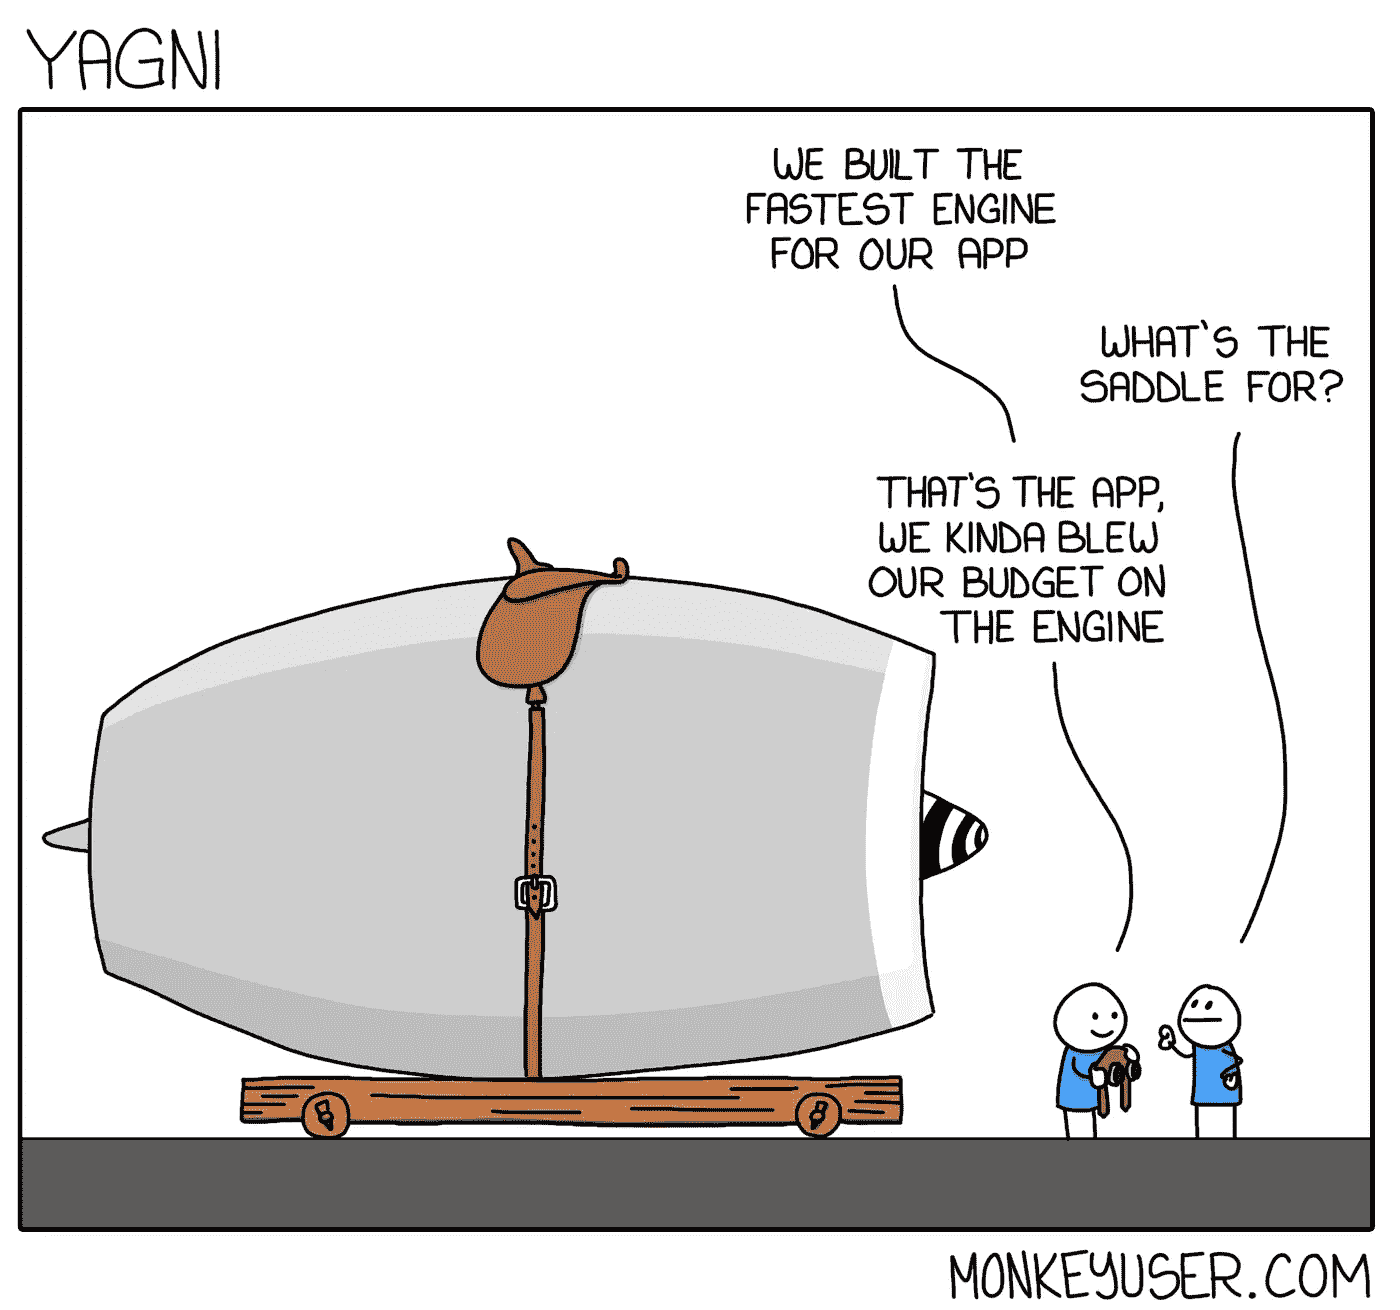 YAGNI
WE BUILT THE
FASTEST ENGINE
FOR OUR APP
WHAT'S THE
SADDLE FOR?
THAT'S THE APP,
WE KINDA BLEW
OUR BUDGET ON
THE ENGINE
MONKEYUSER.COM